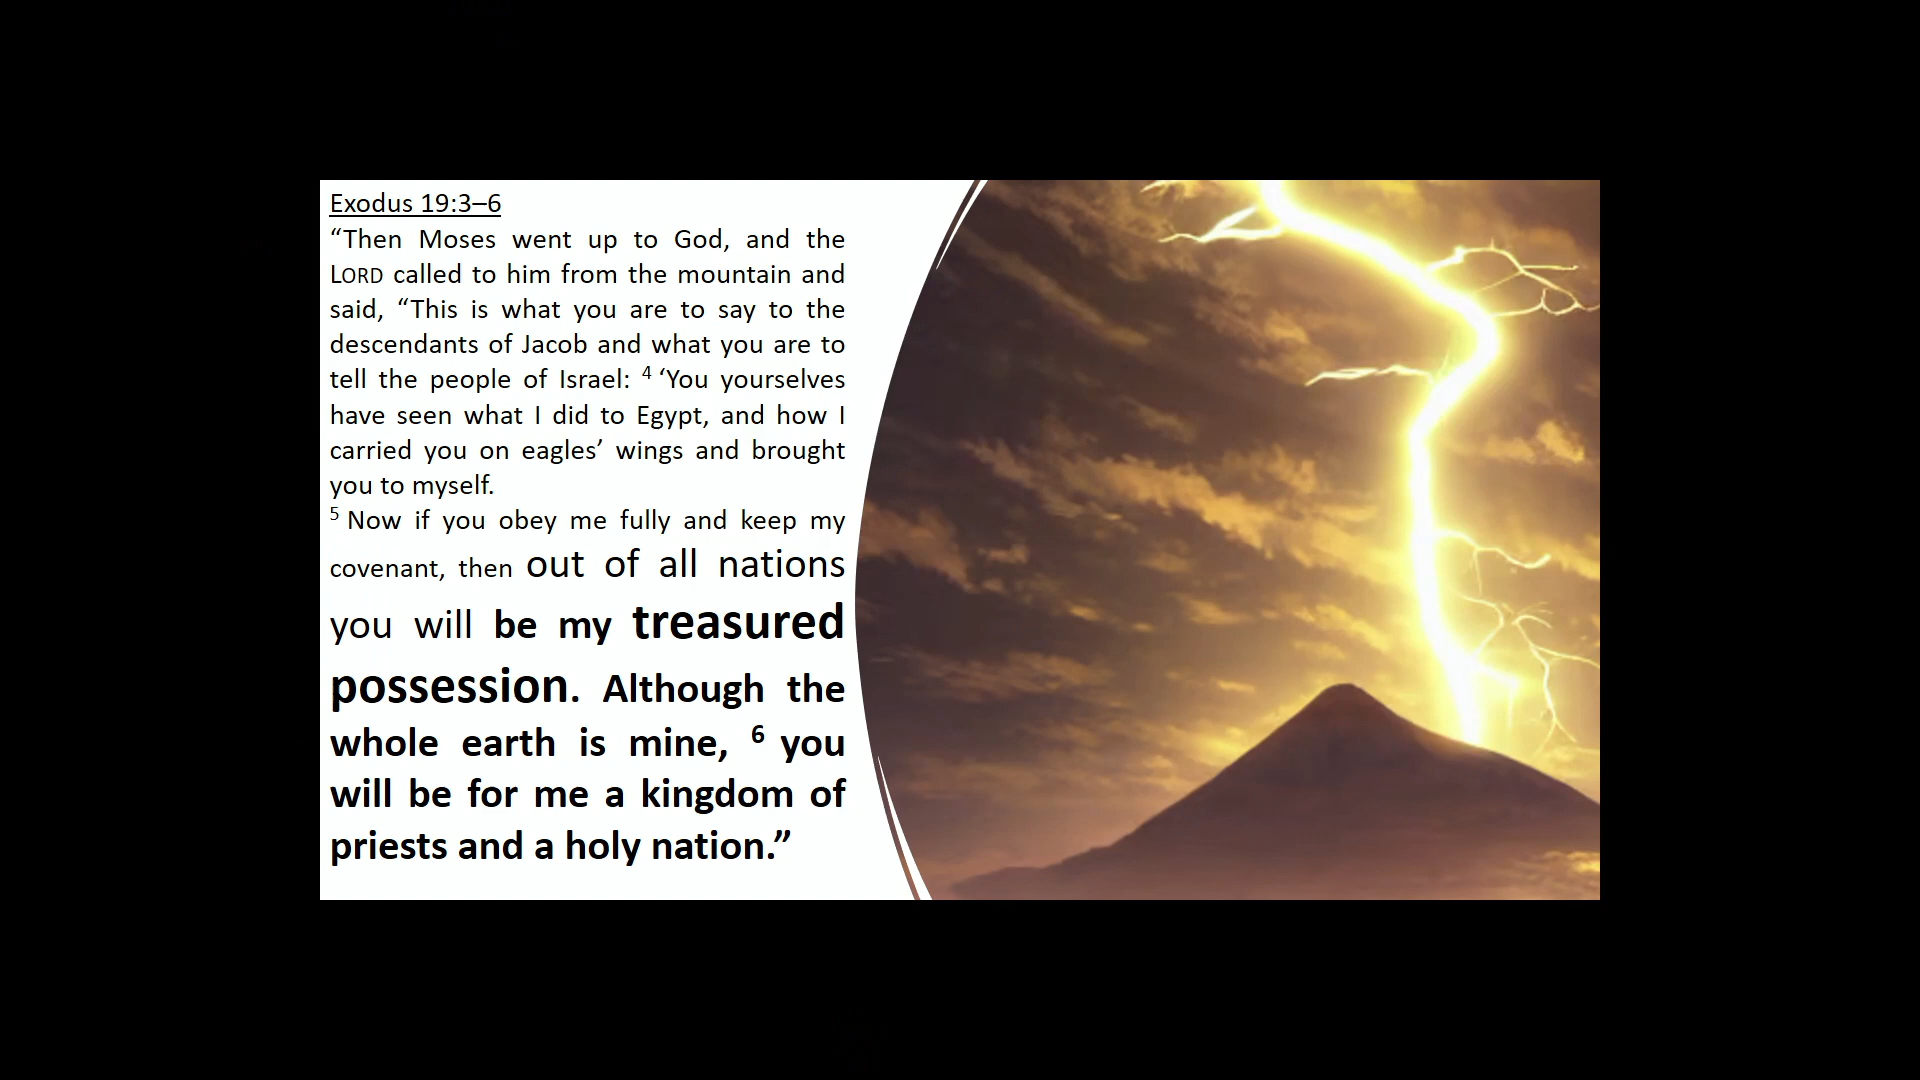 Exodus 19:3–6
“Then Moses went up to God, and the
LORD called to him from the mountain and
said, “This is what you are to say to the
descendants of Jacob and what you are to
tell the people of Israel: 4 ‘You yourselves
have seen what I did to Egypt, and how I
carried you on eagles’ wings and brought
you to myself.
5 Now if you obey me fully and keep my
covenant, then out of all nations
you will be my treasured
possession. Although the
whole earth is mine, 6 you
will be for me a kingdom of
priests and a holy nation.”